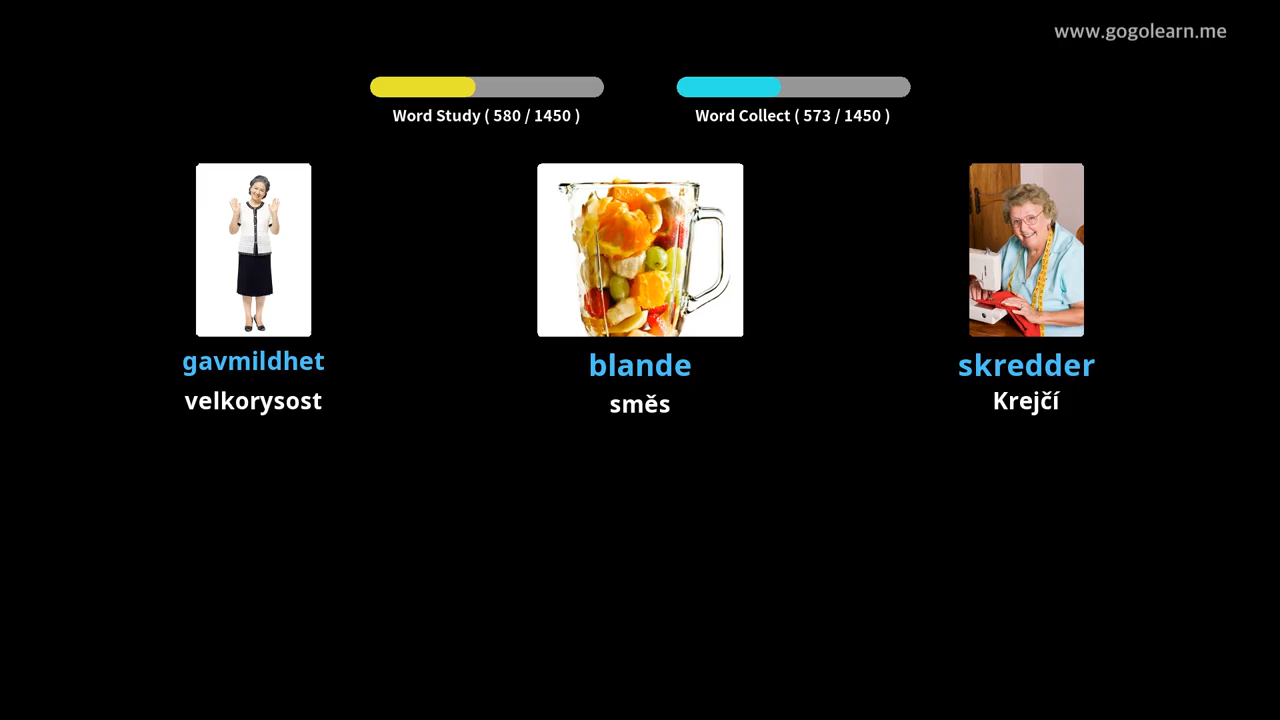 www.gogolearn.me
Word Study ( 580 / 1450 )
Word Collect ( 573 / 1450 )
gavmildhet
velkorysost
blande
směs
skredder
Krejčí